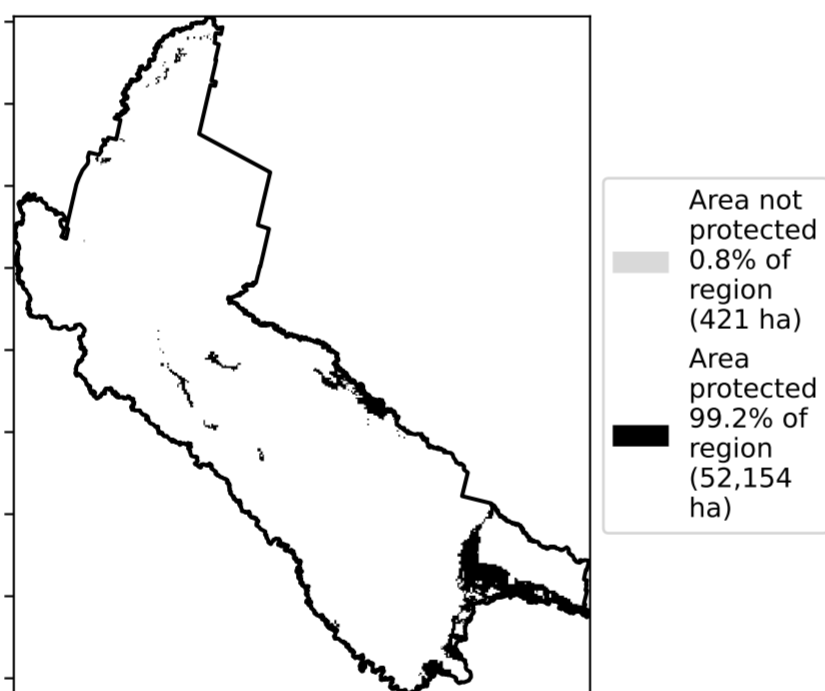 Area not
protected
0.8% of
region
(421 ha)
Area
protected
99.2% of
region
(52,154
ha)